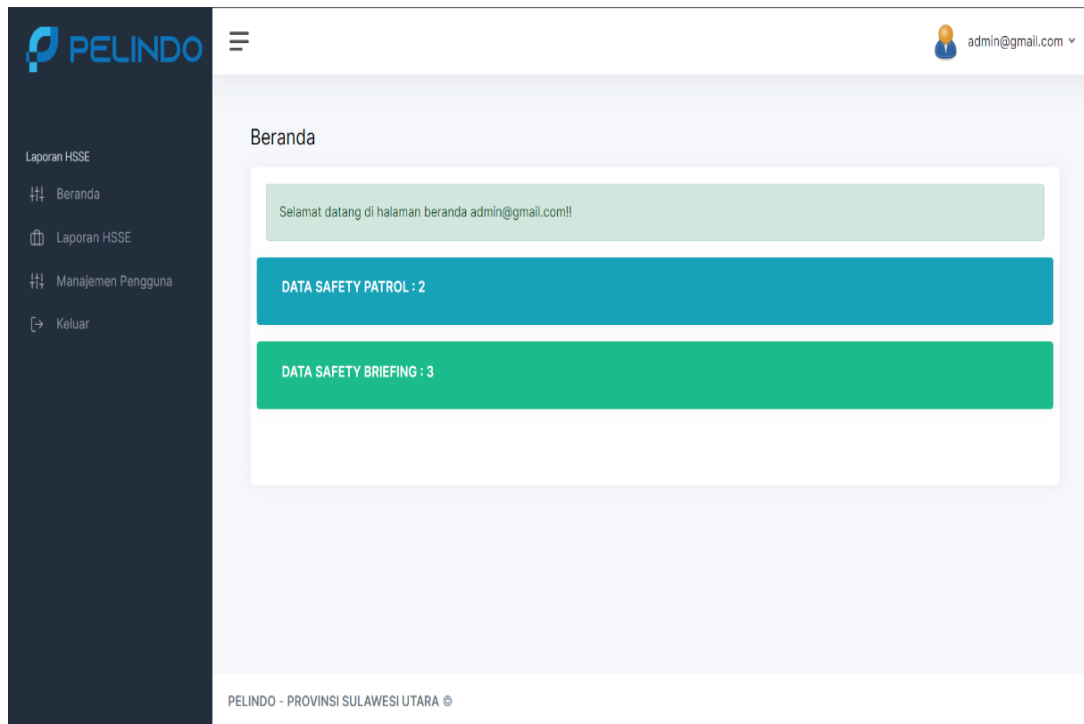 PELINDO
admin@gmail.com
Laporan HSSE
Beranda
Laporan HSSE
Manajemen Pengguna
Keluar
Beranda
Selamat datang di halaman beranda admin@gmail.com!!
DATA SAFETY PATROL : 2
DATA SAFETY BRIEFING : 3
PELINDO - PROVINSI SULAWESI UTARA ©